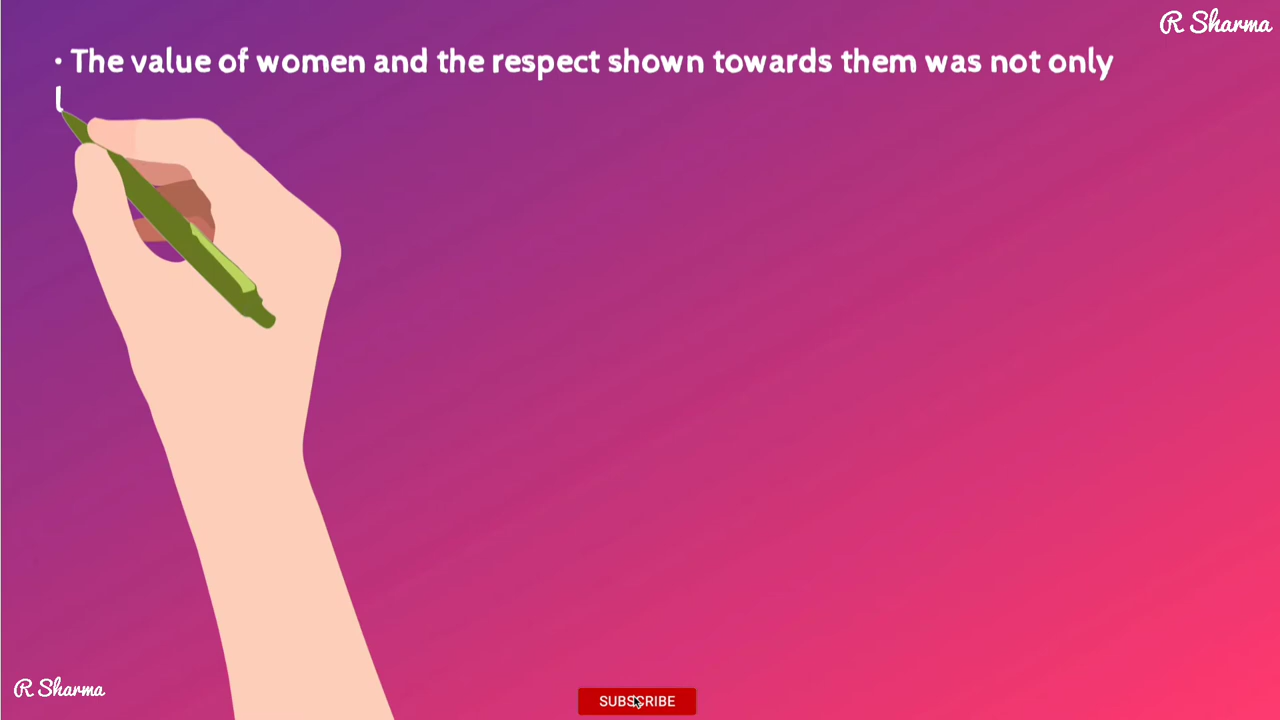 R Sharma
• The value of women and the respect shown towards them was not only
l
R Sharma
SUBSCRIBE